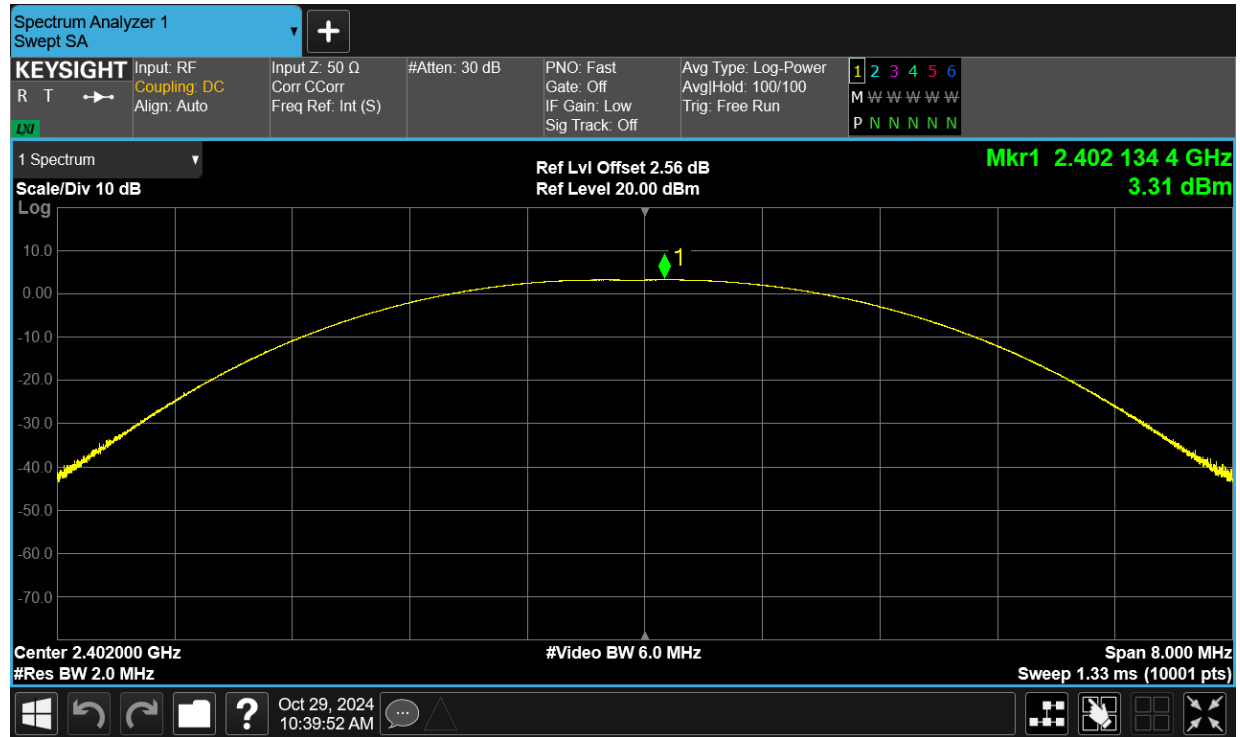 Spectrum Analyzer 1
Swept SA
KEYSIGHT
R T
LXI
Input: RF
Coupling: DC
Align: Auto
Input Z: 50 Ω
Corr CCorr
Freq Ref: Int (S)
#Atten: 30 dB
PNO: Fast
Gate: Off
IF Gain: Low
Sig Track: Off
Avg Type: Log-Power
Avg|Hold: 100/100
Trig: Free Run
1 2 3 4 5 6
M W W W W W
P N N N N N
1 Spectrum
Scale/Div 10 dB
Log
Ref Lvl Offset 2.56 dB
Ref Level 20.00 dBm
Mkr1 2.402 134 4 GHz
3.31 dBm
1
10.0
0.00
-10.0
-20.0
-30.0
-40.0
-50.0
-60.0
-70.0
Center 2.402000 GHz
#Res BW 2.0 MHz
#Video BW 6.0 MHz
Span 8.000 MHz
Sweep 1.33 ms (10001 pts)
?
Oct 29, 2024
10:39:52 AM